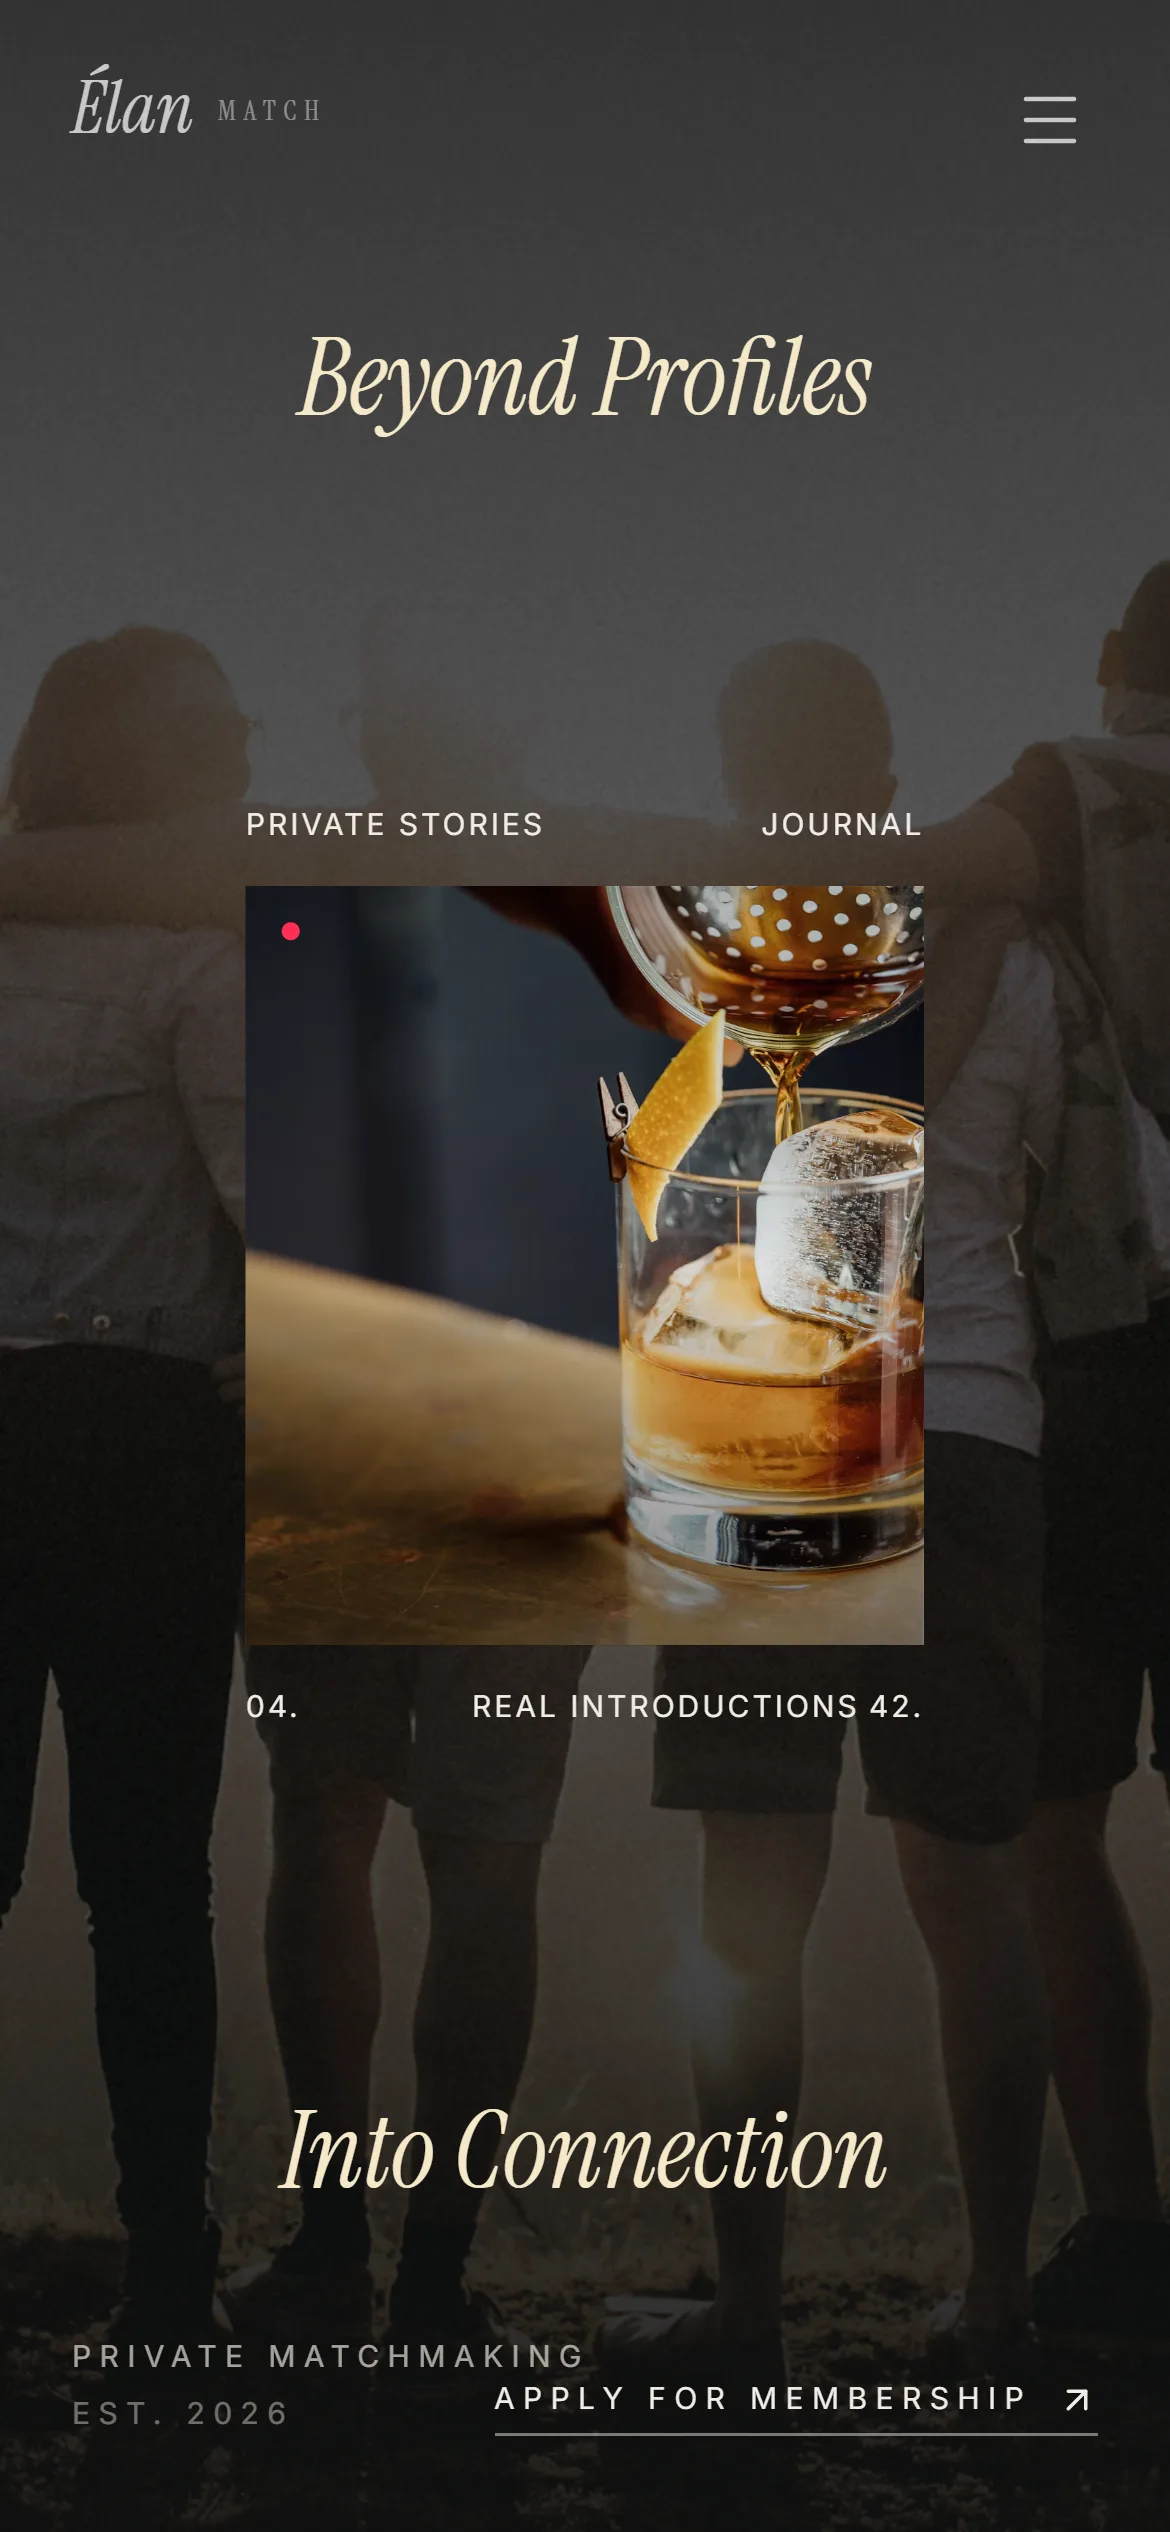 Élan MATCH
Beyond Profiles
PRIVATE STORIES JOURNAL
04. REAL INTRODUCTIONS 42.
Into Connection
PRIVATE MATCHMAKING
EST. 2026
APPLY FOR MEMBERSHIP